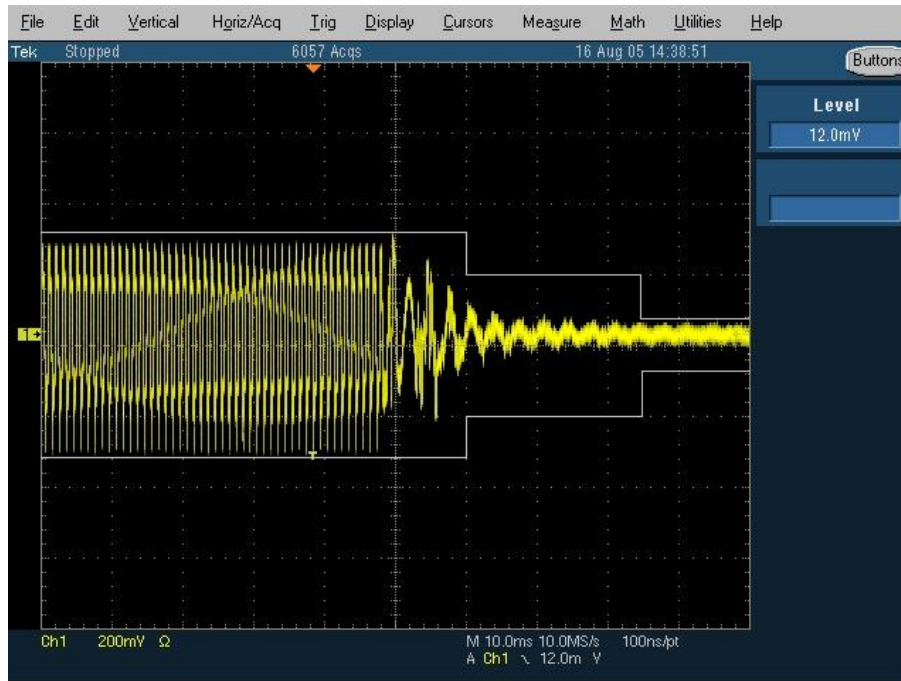 File Edit Vertical Horiz/Acq Trig Display Cursors Measure Math Utilities Help
Tek Stopped 6057 Acqs 16 Aug 05 14:38:51
Buttons
Level
12.0mV
1
T
Ch1 200mV Ω M 10.0ms 10.0MS/s 100ns/pt
A Ch1 \ 12.0m V